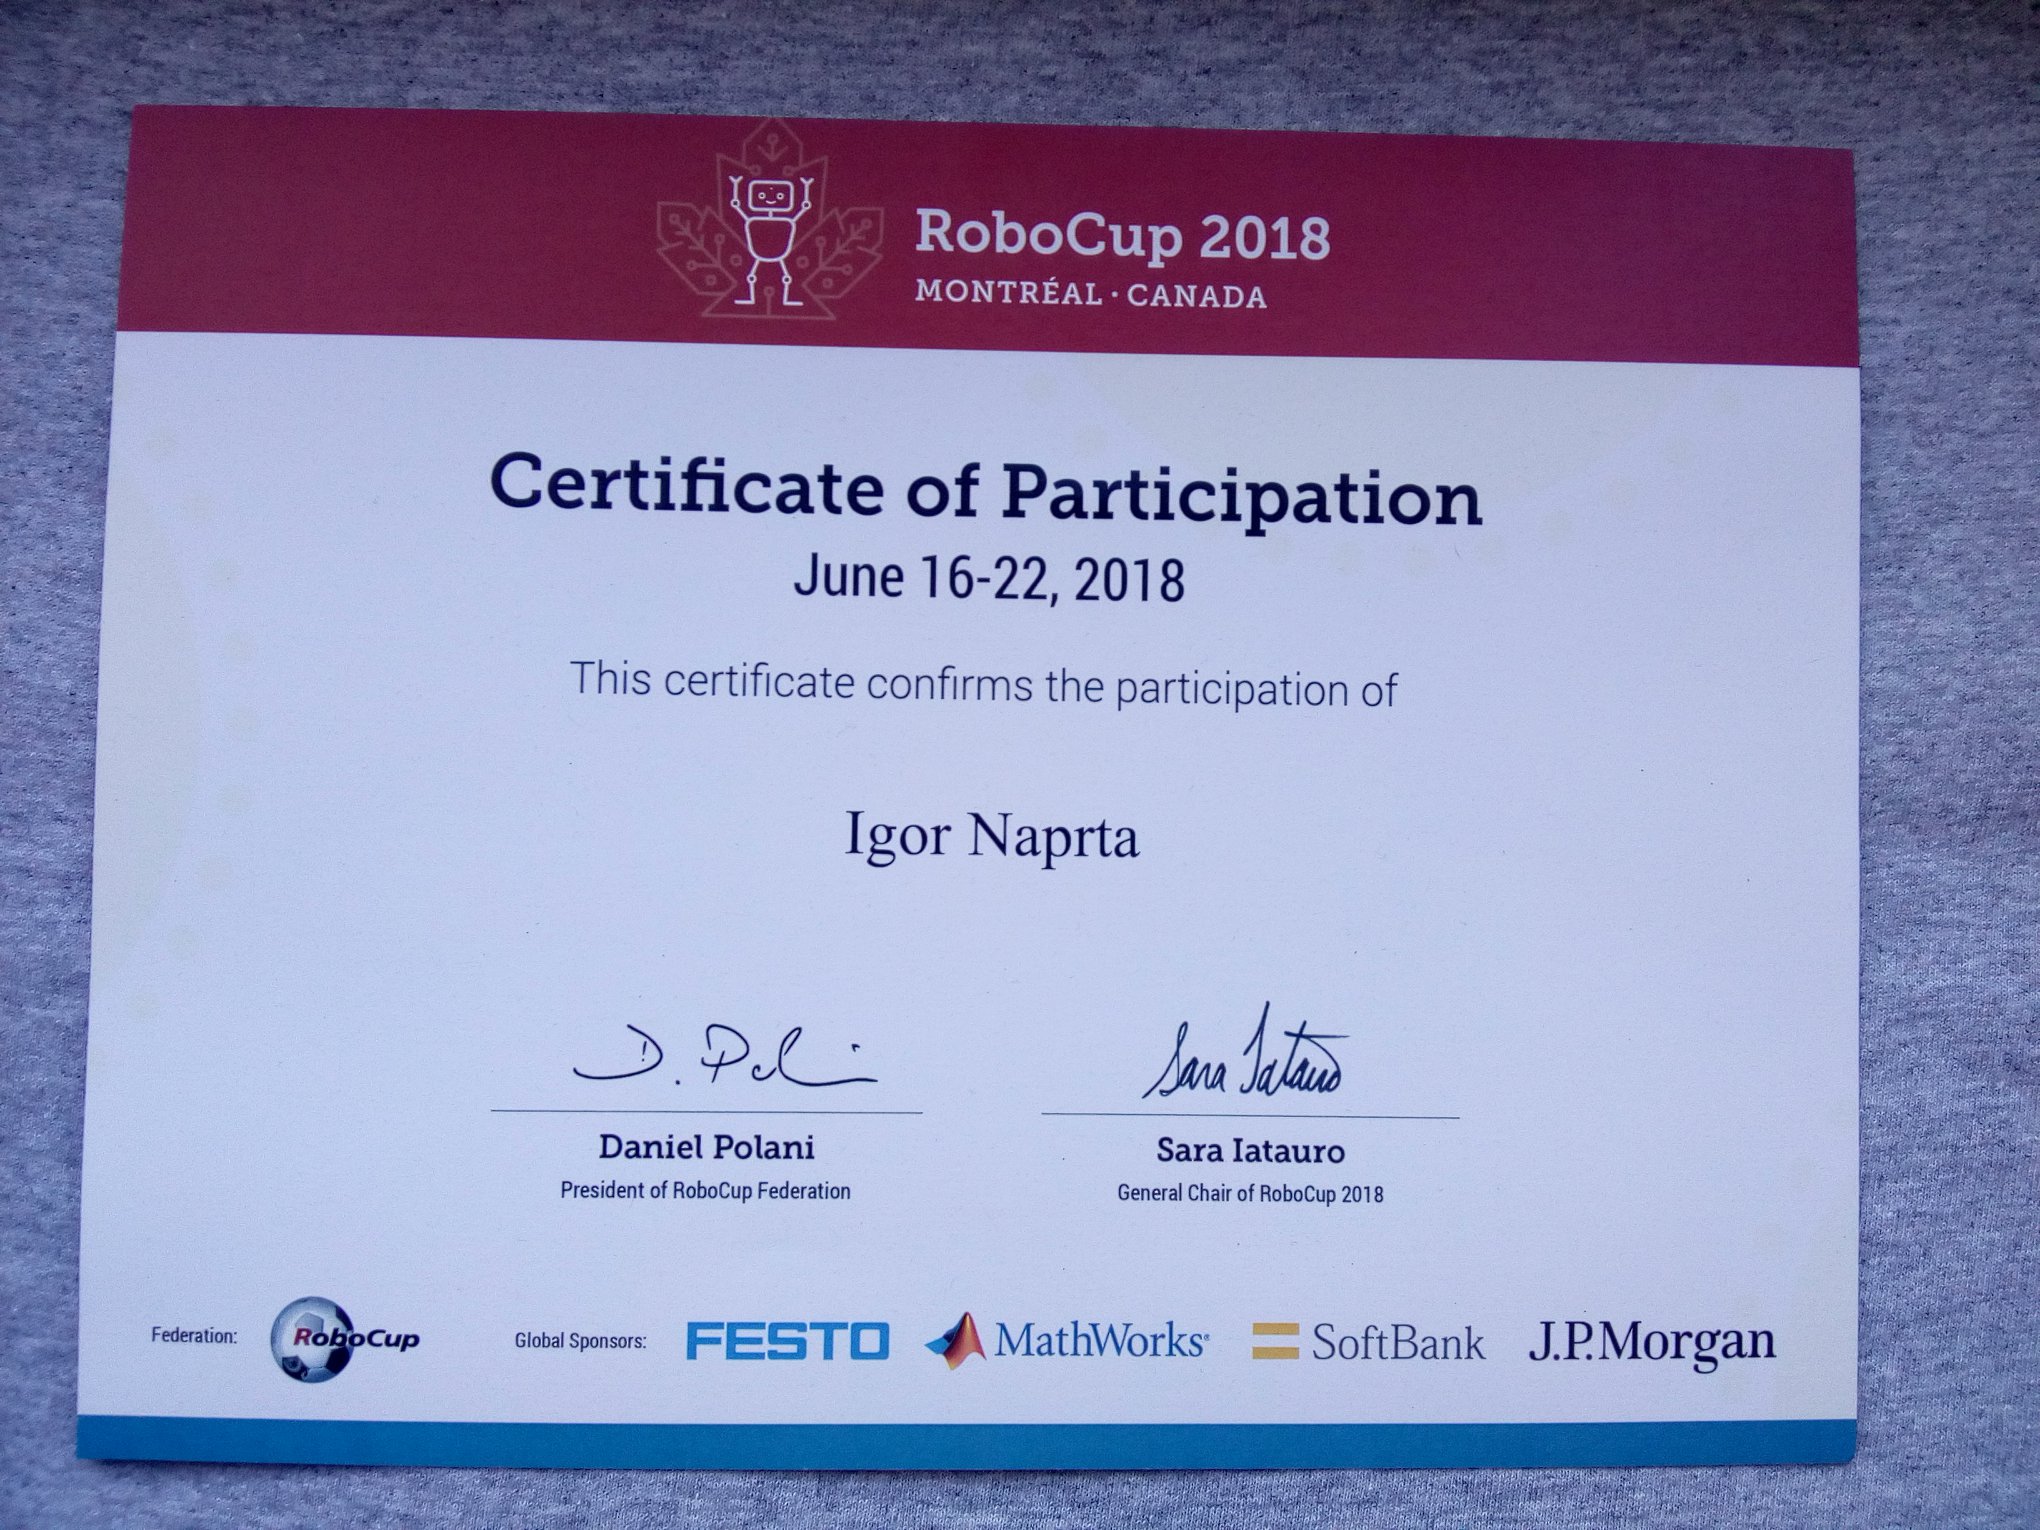 RoboCup 2018
MONTRÉAL · CANADA
Certificate of Participation
June 16-22, 2018
This certificate confirms the participation of
Igor Naprta
D. Polani
Sara Iatauro
Daniel Polani
Sara Iatauro
President of RoboCup Federation
General Chair of RoboCup 2018
Federation: RoboCup Global Sponsors: FESTO MathWorks® SoftBank J.P.Morgan